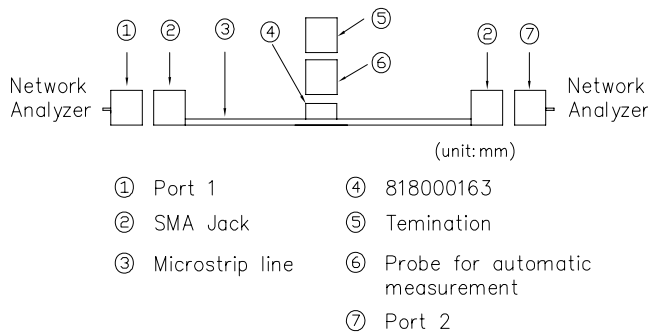 ① ② ③ ④ ⑤ ⑥ ② ⑦
Network Analyzer
Network Analyzer
(unit:mm)
① Port 1
② SMA Jack
③ Microstrip line
④ 818000163
⑤ Temination
⑥ Probe for automatic
measurement
⑦ Port 2